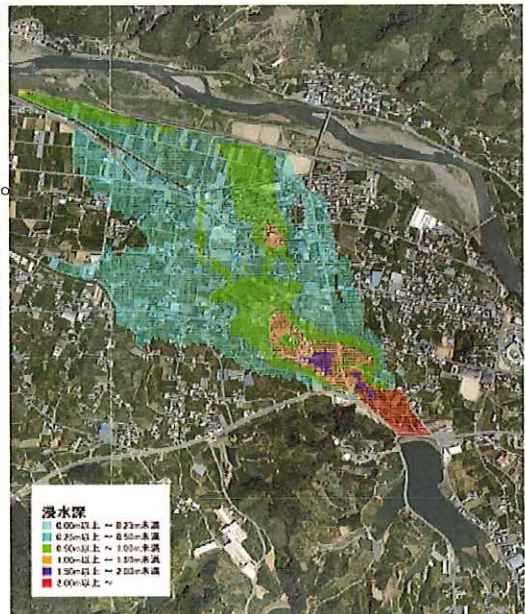 浸水深
0.00m以上 ～ 0.25m未満
0.25m以上 ～ 0.50m未満
0.50m以上 ～ 1.00m未満
1.00m以上 ～ 1.50m未満
1.50m以上 ～ 2.00m未満
2.00m以上 ～